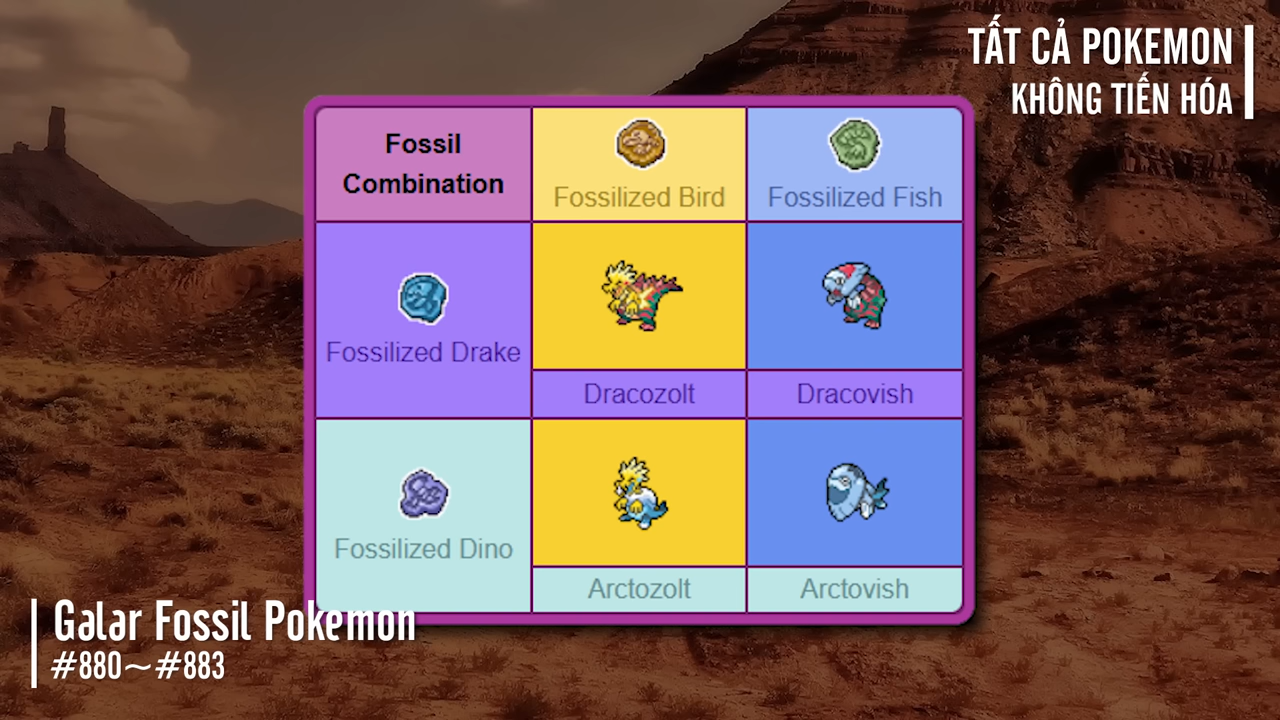 TẤT CẢ POKEMON
KHÔNG TIẾN HÓA
Fossil
Combination
Fossilized Bird
Fossilized Fish
Fossilized Drake
Dracozolt
Dracovish
Fossilized Dino
Arctozolt
Arctovish
Galar Fossil Pokemon
#880~#883